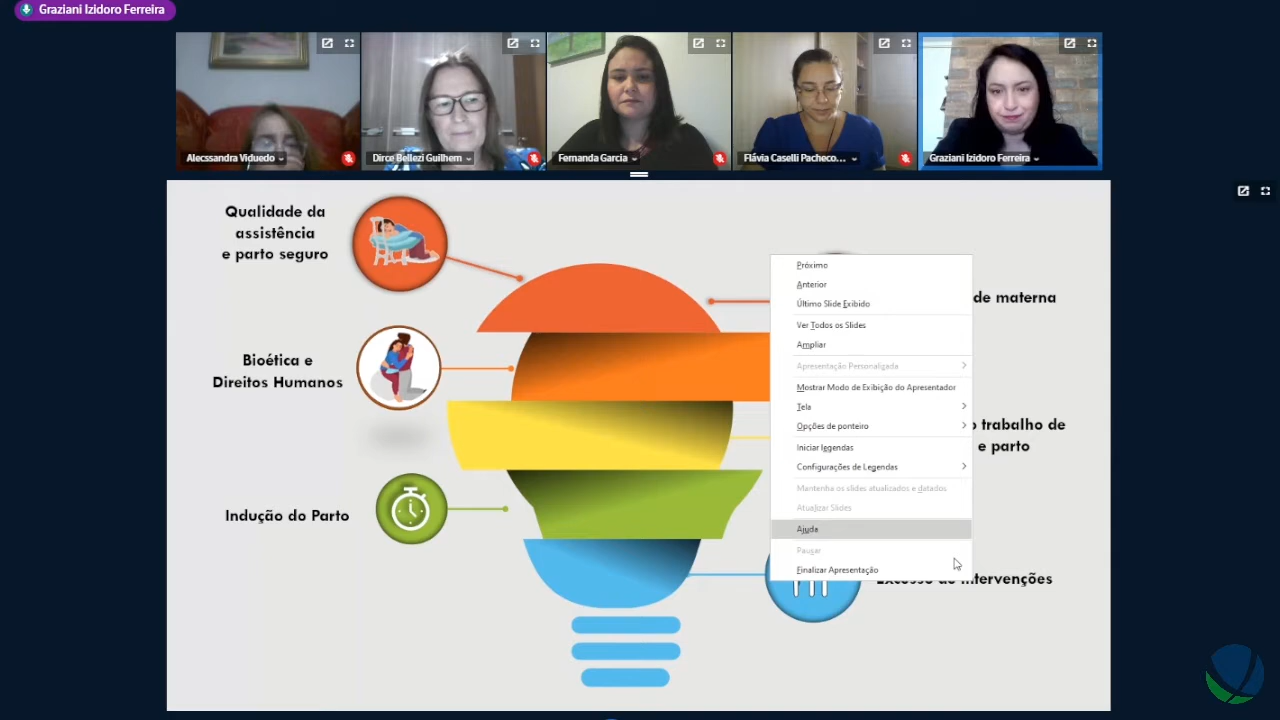 Graziani Izidoro Ferreira
Alecssandra Viduedo
Dirce Bellezi Guilhem
Fernanda Garcia
Flávia Caselli Pacheco...
Graziani Izidoro Ferreira
Qualidade da
assistência
e parto seguro
Bioética e
Direitos Humanos
Indução do Parto
Próximo
Anterior
Último Slide Exibido
Ver Todos os Slides
Ampliar
Apresentação Personalizada
Mostrar Modo de Exibição do Apresentador
Tela
Opções de ponteiro
Iniciar legendas
Configurações de Legendas
Mantenha os slides atualizados e datados
Atualizar Slides
Ajuda
Pausar
Finalizar Apresentação
de materna
o trabalho de
e parto
Excesso de intervenções